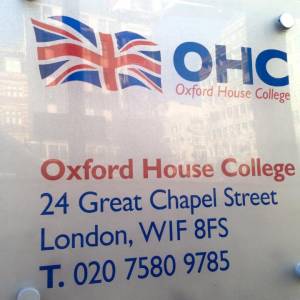 OHC
Oxford House College
Oxford House College
24 Great Chapel Street
London, WIF 8FS
T. 020 7580 9785